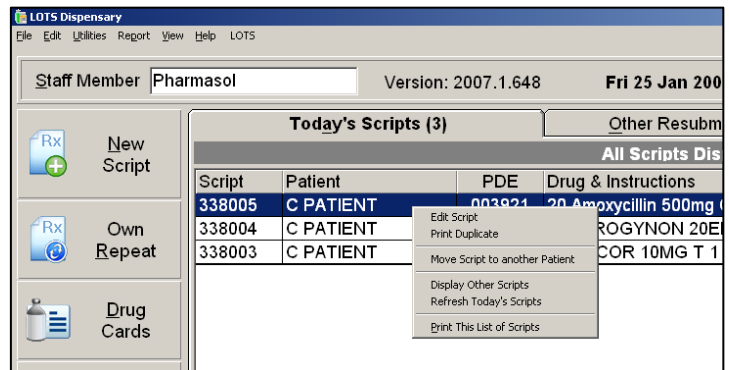 LOTS Dispensary
File Edit Utilities Report View Help LOTS
Staff Member Pharmasol Version: 2007.1.648 Fri 25 Jan 200
Today's Scripts (3) Other Resubm
All Scripts Dis
Script Patient PDE Drug & Instructions
338005 C PATIENT 003921 20 Amoxycillin 500mg
338004 C PATIENT ROGYNON 20E
338003 C PATIENT COR 10MG T 1
Rx New
Script
Rx Own
Repeat
Drug
Cards
Edit Script
Print Duplicate
Move Script to another Patient
Display Other Scripts
Refresh Today's Scripts
Print This List of Scripts